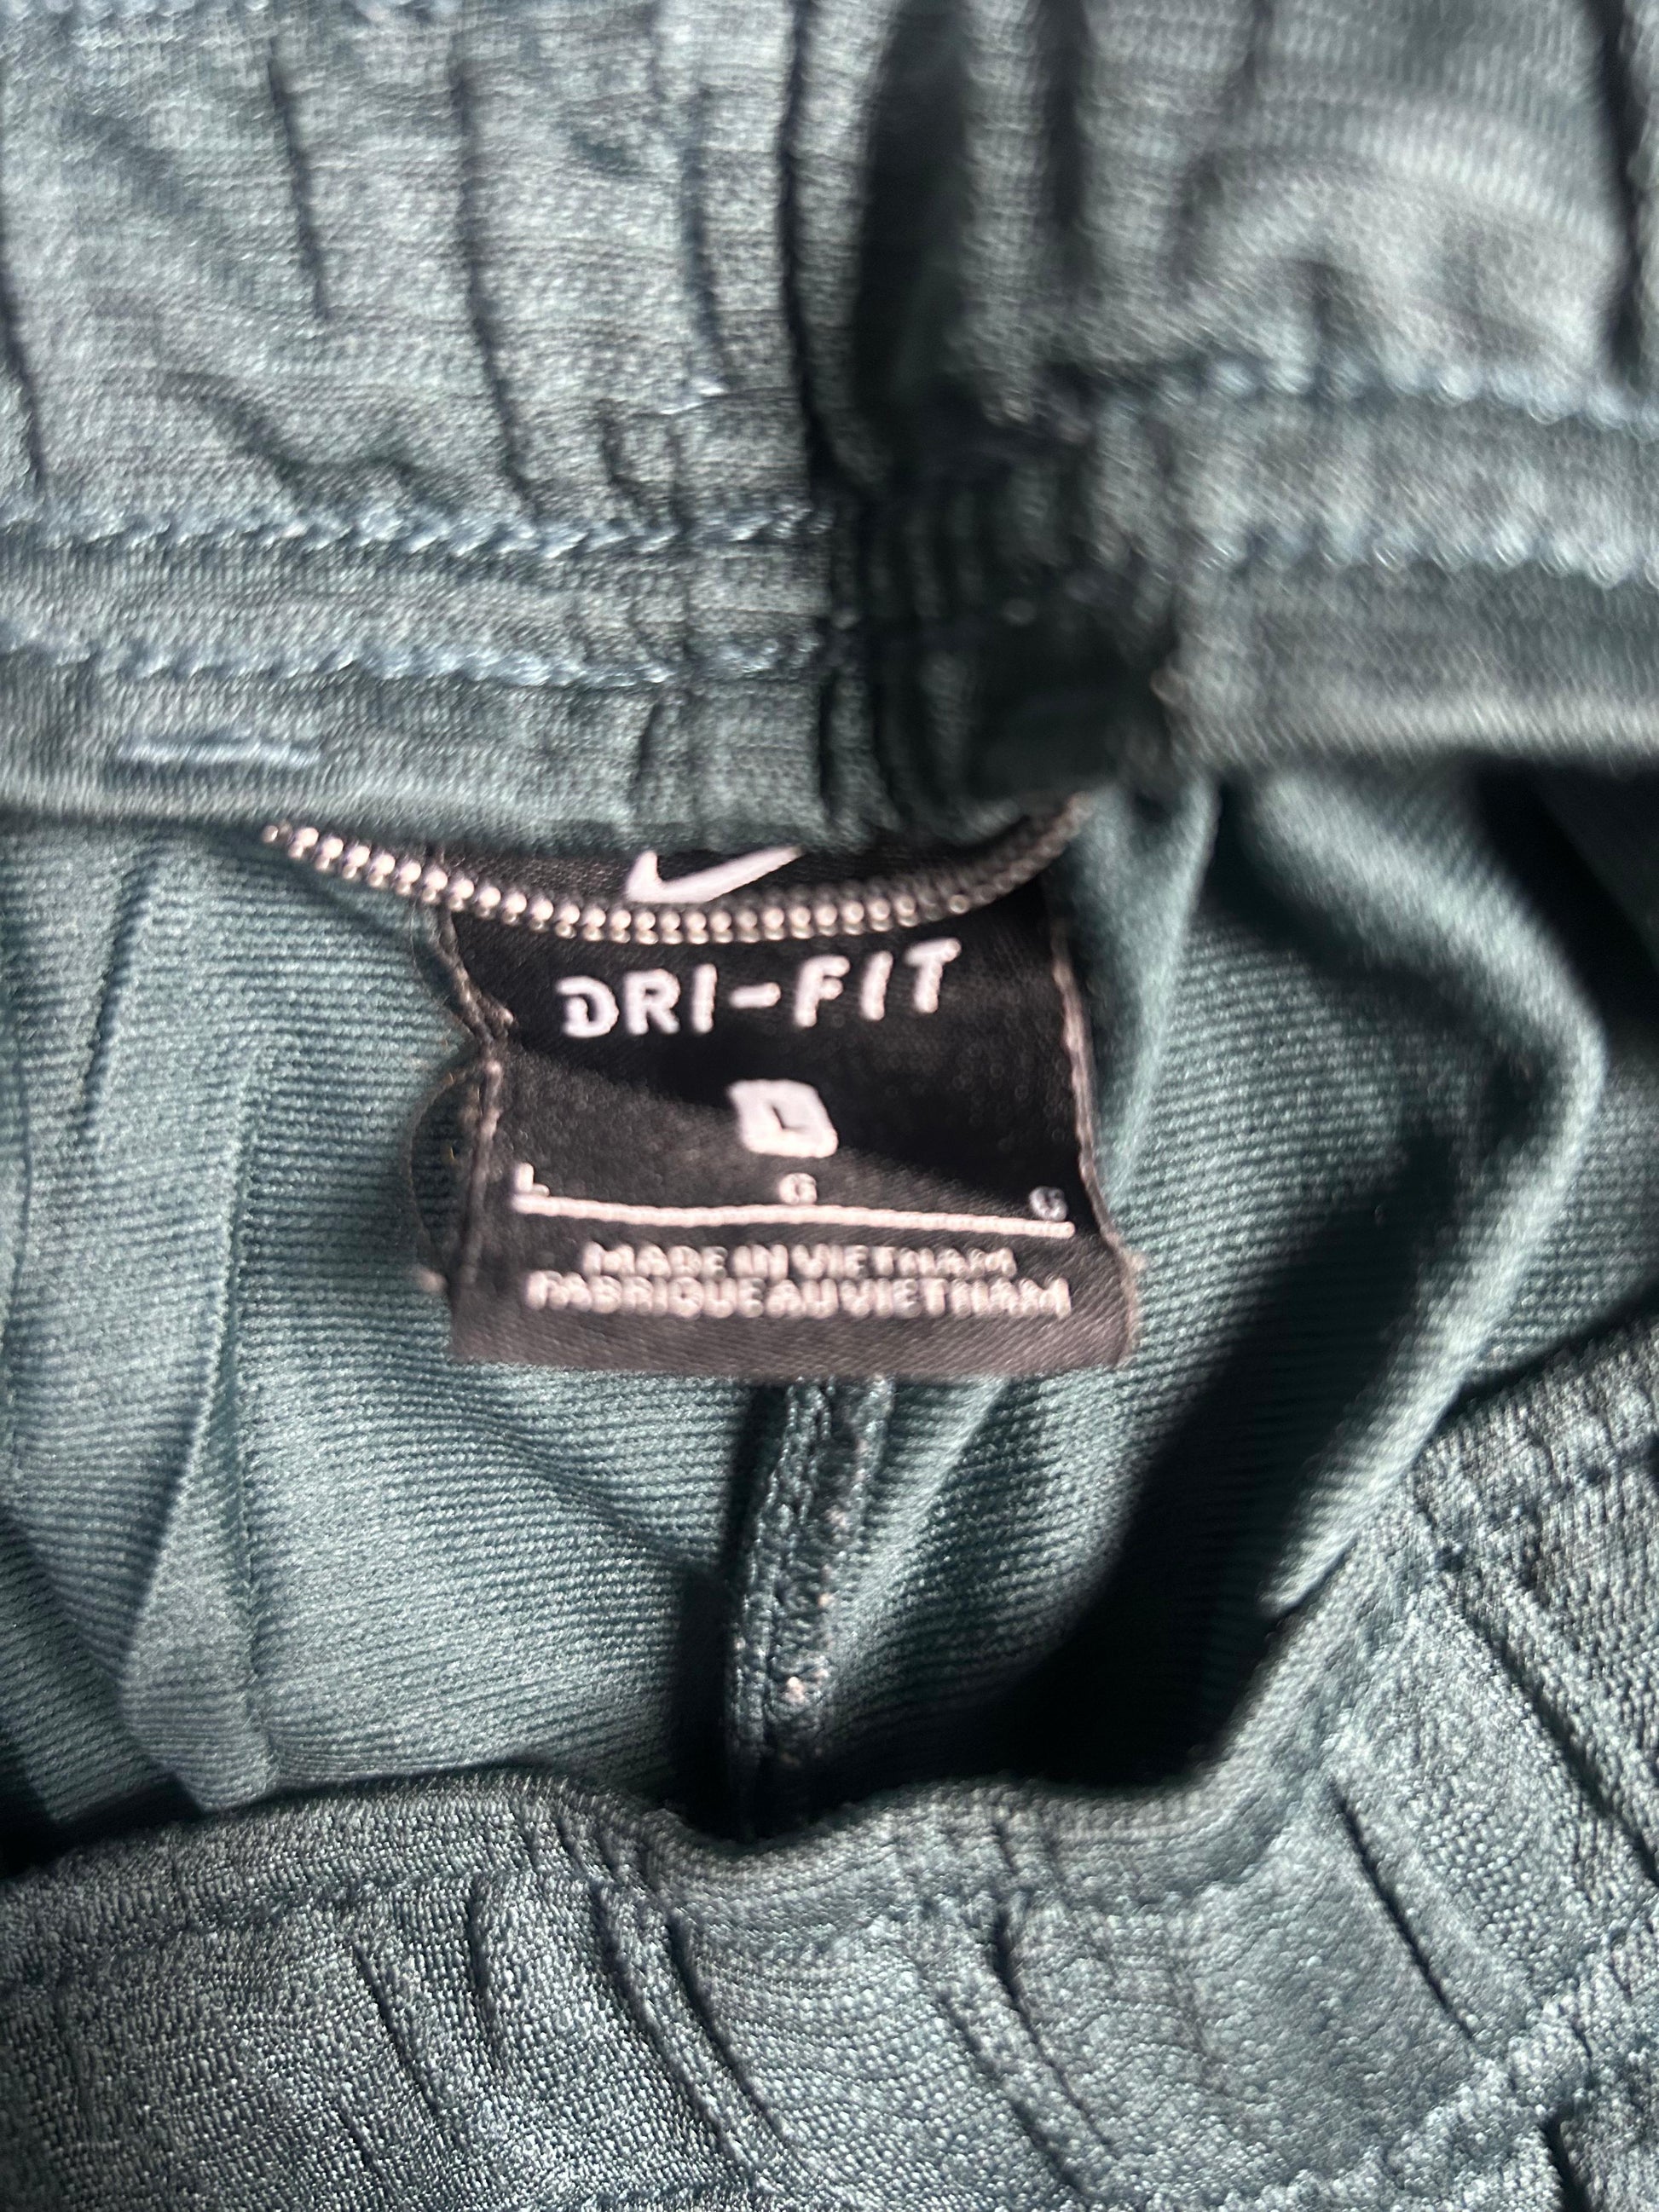 DRI-FIT
L
L G G
MADE IN VIETNAM
FABRIQUE AU VIETNAM